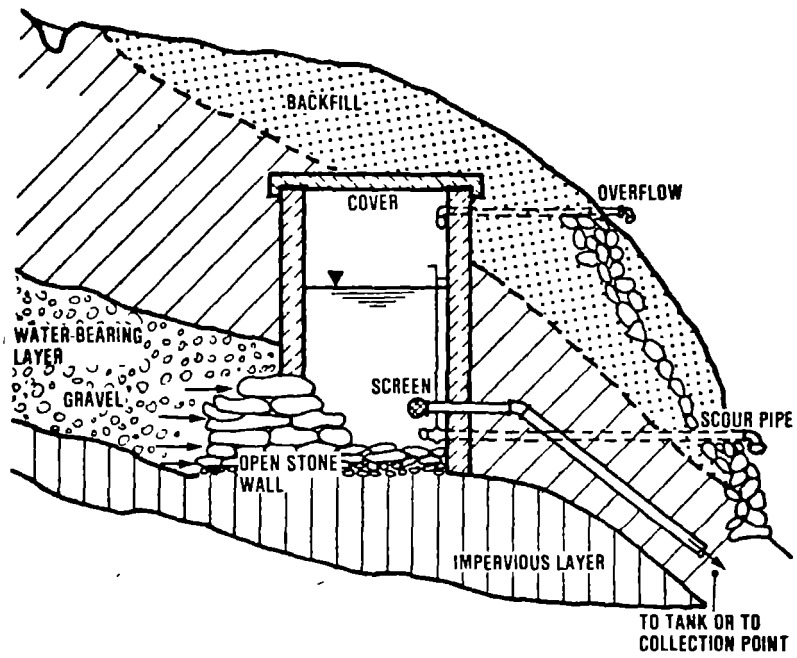 BACKFILL
OVERFLOW
COVER
WATER-BEARING
LAYER
GRAVEL
SCREEN
SCOUR PIPE
OPEN STONE
WALL
IMPERVIOUS LAYER
TO TANK OR TO
COLLECTION POINT